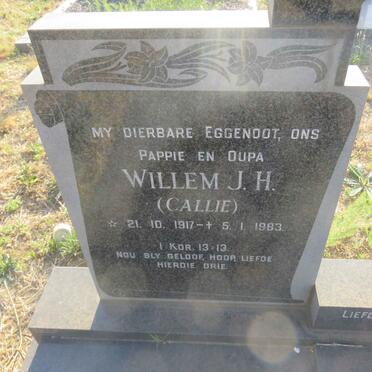 MY DIERBARE EGGENOOT, ONS
PAPPIE EN OUPA
WILLEM J. H.
(CALLIE)
☆ 21. 10. 1917 – ✝ 5. 1. 1983.
1 KOR. 13-13.
NOU BLY GELOOF, HOOP, LIEFDE
HIERDIE DRIE.